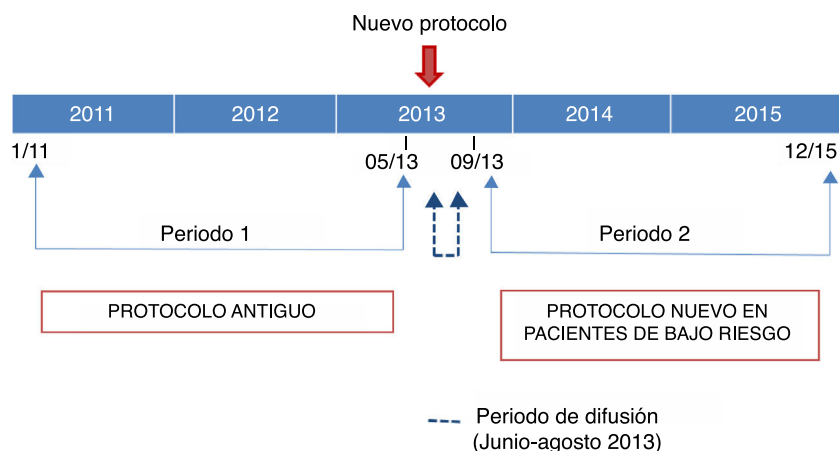 Nuevo protocolo
2011 2012 2013 2014 2015
1/11 05/13 09/13 12/15
Periodo 1 Periodo 2
PROTOCOLO ANTIGUO
PROTOCOLO NUEVO EN
PACIENTES DE BAJO RIESGO
Periodo de difusión
(Junio-agosto 2013)